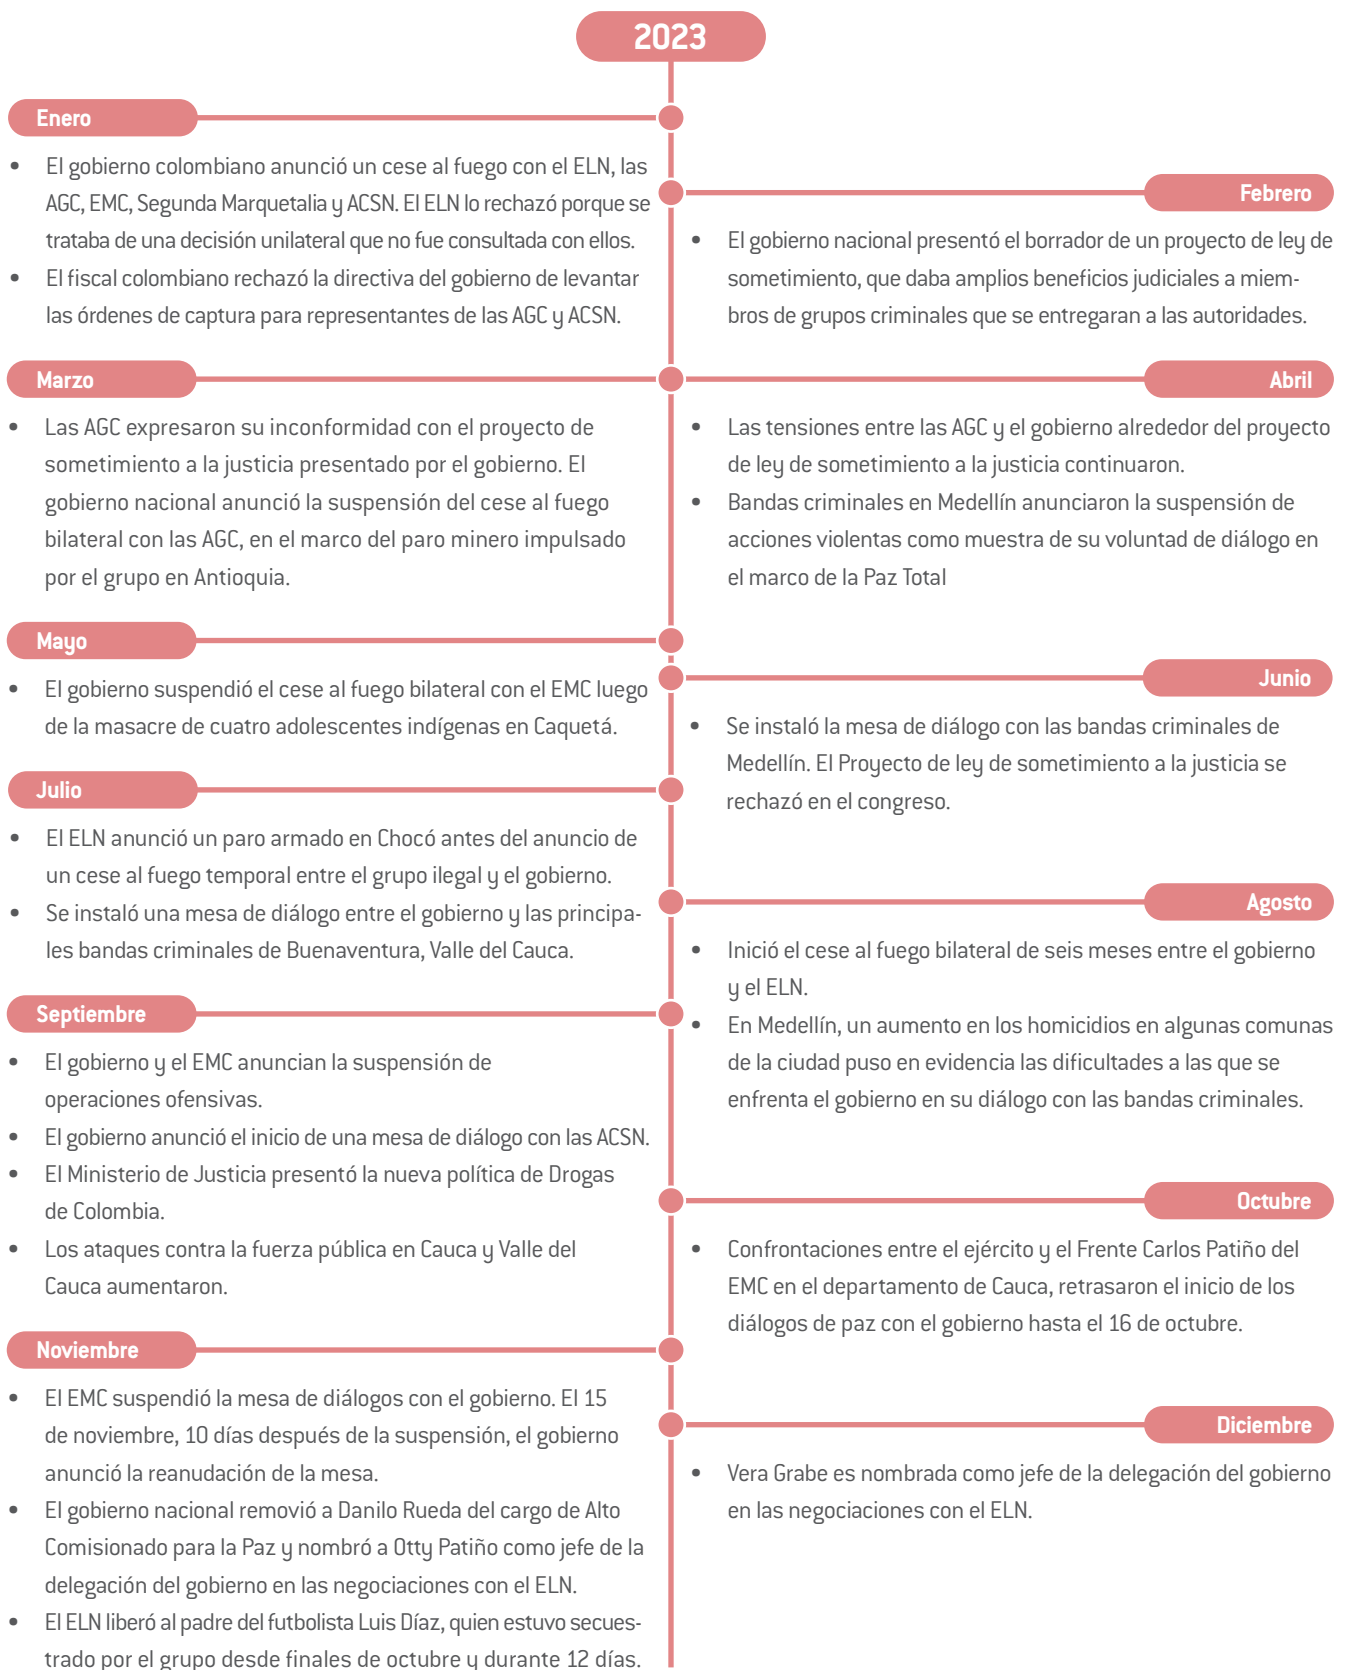 2023
Enero
• El gobierno colombiano anunció un cese al fuego con el ELN, las
AGC, EMC, Segunda Marquetalia y ACSN. El ELN lo rechazó porque se
trataba de una decisión unilateral que no fue consultada con ellos.
• El fiscal colombiano rechazó la directiva del gobierno de levantar
las órdenes de captura para representantes de las AGC y ACSN.
Febrero
• El gobierno nacional presentó el borrador de un proyecto de ley de
sometimiento, que daba amplios beneficios judiciales a miem-
bros de grupos criminales que se entregaran a las autoridades.
Marzo
• Las AGC expresaron su inconformidad con el proyecto de
sometimiento a la justicia presentado por el gobierno. El
gobierno nacional anunció la suspensión del cese al fuego
bilateral con las AGC, en el marco del paro minero impulsado
por el grupo en Antioquia.
Abril
• Las tensiones entre las AGC y el gobierno alrededor del proyecto
de ley de sometimiento a la justicia continuaron.
• Bandas criminales en Medellín anunciaron la suspensión de
acciones violentas como muestra de su voluntad de diálogo en
el marco de la Paz Total
Mayo
• El gobierno suspendió el cese al fuego bilateral con el EMC luego
de la masacre de cuatro adolescentes indígenas en Caquetá.
Junio
• Se instaló la mesa de diálogo con las bandas criminales de
Medellín. El Proyecto de ley de sometimiento a la justicia se
rechazó en el congreso.
Julio
• El ELN anunció un paro armado en Chocó antes del anuncio de
un cese al fuego temporal entre el grupo ilegal y el gobierno.
• Se instaló una mesa de diálogo entre el gobierno y las principa-
les bandas criminales de Buenaventura, Valle del Cauca.
Agosto
• Inició el cese al fuego bilateral de seis meses entre el gobierno
y el ELN.
• En Medellín, un aumento en los homicidios en algunas comunas
de la ciudad puso en evidencia las dificultades a las que se
enfrenta el gobierno en su diálogo con las bandas criminales.
Septiembre
• El gobierno y el EMC anuncian la suspensión de
operaciones ofensivas.
• El gobierno anunció el inicio de una mesa de diálogo con las ACSN.
• El Ministerio de Justicia presentó la nueva política de Drogas
de Colombia.
• Los ataques contra la fuerza pública en Cauca y Valle del
Cauca aumentaron.
Octubre
• Confrontaciones entre el ejército y el Frente Carlos Patiño del
EMC en el departamento de Cauca, retrasaron el inicio de los
diálogos de paz con el gobierno hasta el 16 de octubre.
Noviembre
• El EMC suspendió la mesa de diálogos con el gobierno. El 15
de noviembre, 10 días después de la suspensión, el gobierno
anunció la reanudación de la mesa.
• El gobierno nacional removió a Danilo Rueda del cargo de Alto
Comisionado para la Paz y nombró a Otty Patiño como jefe de la
delegación del gobierno en las negociaciones con el ELN.
• El ELN liberó al padre del futbolista Luis Díaz, quien estuvo secues-
trado por el grupo desde finales de octubre y durante 12 días.
Diciembre
• Vera Grabe es nombrada como jefe de la delegación del gobierno
en las negociaciones con el ELN.